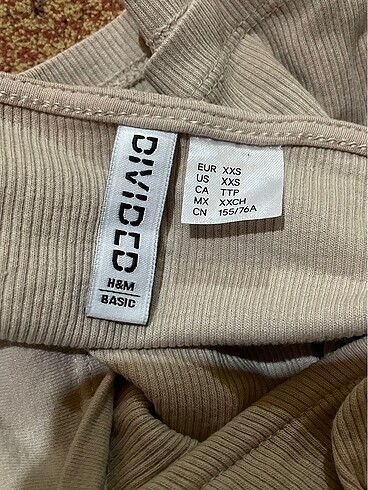 DIVIDED
H&M
BASIC
EUR XXS
US XXS
CA TTP
MX XXCH
CN 155/76A